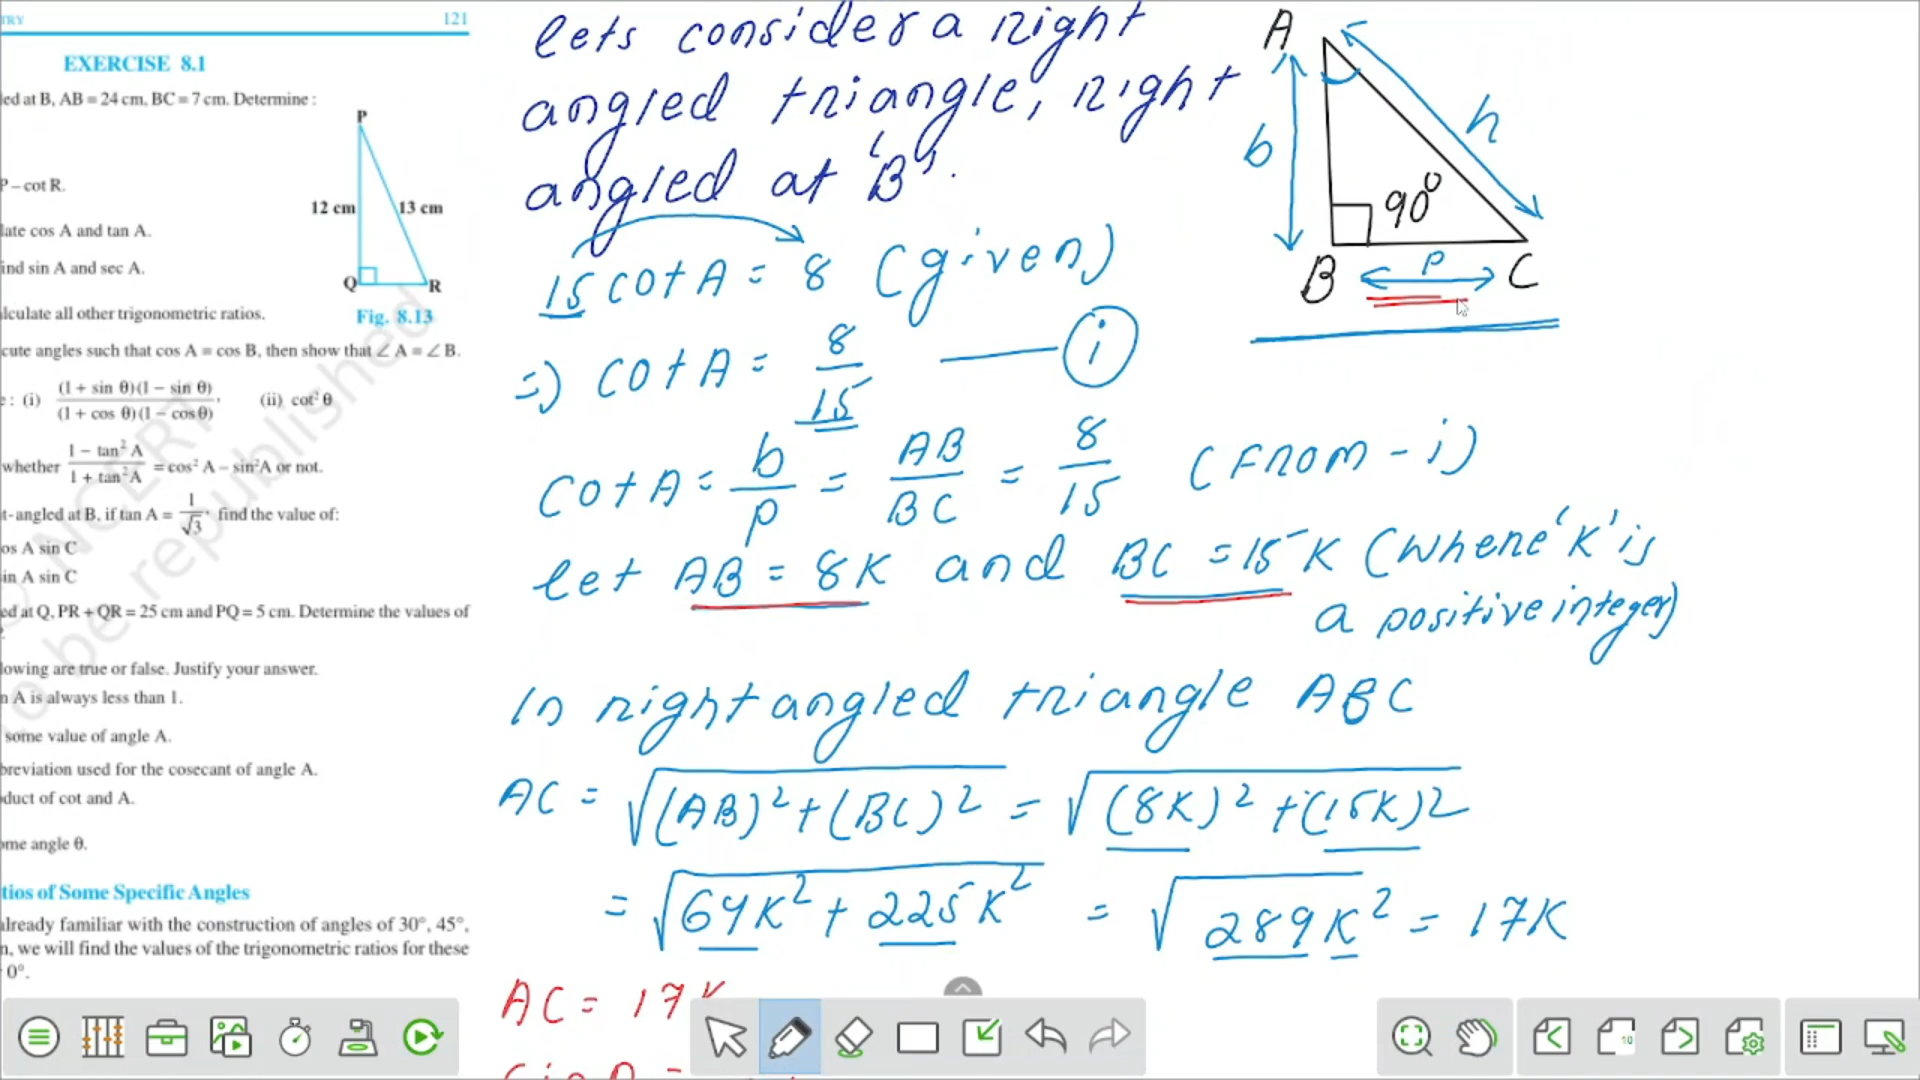 TRY 121
EXERCISE 8.1
led at B, AB = 24 cm, BC = 7 cm. Determine :
P
12 cm 13 cm
Q R
Fig. 8.13
P – cot R.
late cos A and tan A.
ind sin A and sec A.
lculate all other trigonometric ratios.
cute angles such that cos A = cos B, then show that ∠ A = ∠ B.
e : (i) (1 + sin θ)(1 − sin θ) / (1 + cos θ)(1 − cos θ), (ii) cot² θ
whether (1 − tan² A) / (1 + tan² A) = cos² A – sin² A or not.
t-angled at B, if tan A = 1/√3, find the value of:
os A sin C
in A sin C
ed at Q, PR + QR = 25 cm and PQ = 5 cm. Determine the values of
lowing are true or false. Justify your answer.
n A is always less than 1.
some value of angle A.
breviation used for the cosecant of angle A.
duct of cot and A.
ome angle θ.
tios of Some Specific Angles
already familiar with the construction of angles of 30°, 45°,
n, we will find the values of the trigonometric ratios for these
0°.
NCERT
be republished
lets consider a right
angled triangle, right
angled at 'B'.
15 cot A = 8 (given)
=) cot A = 8/15 —— i
cot A = b/p = AB/BC = 8/15 (From - i)
let AB = 8K and BC = 15K (where 'K' is
a positive integer)
In right angled triangle ABC
AC = √(AB)² + (BC)² = √(8K)² + (15K)²
= √64K² + 225K² = √289K² = 17K
AC = 17K
A
b h
90°
B p C
10